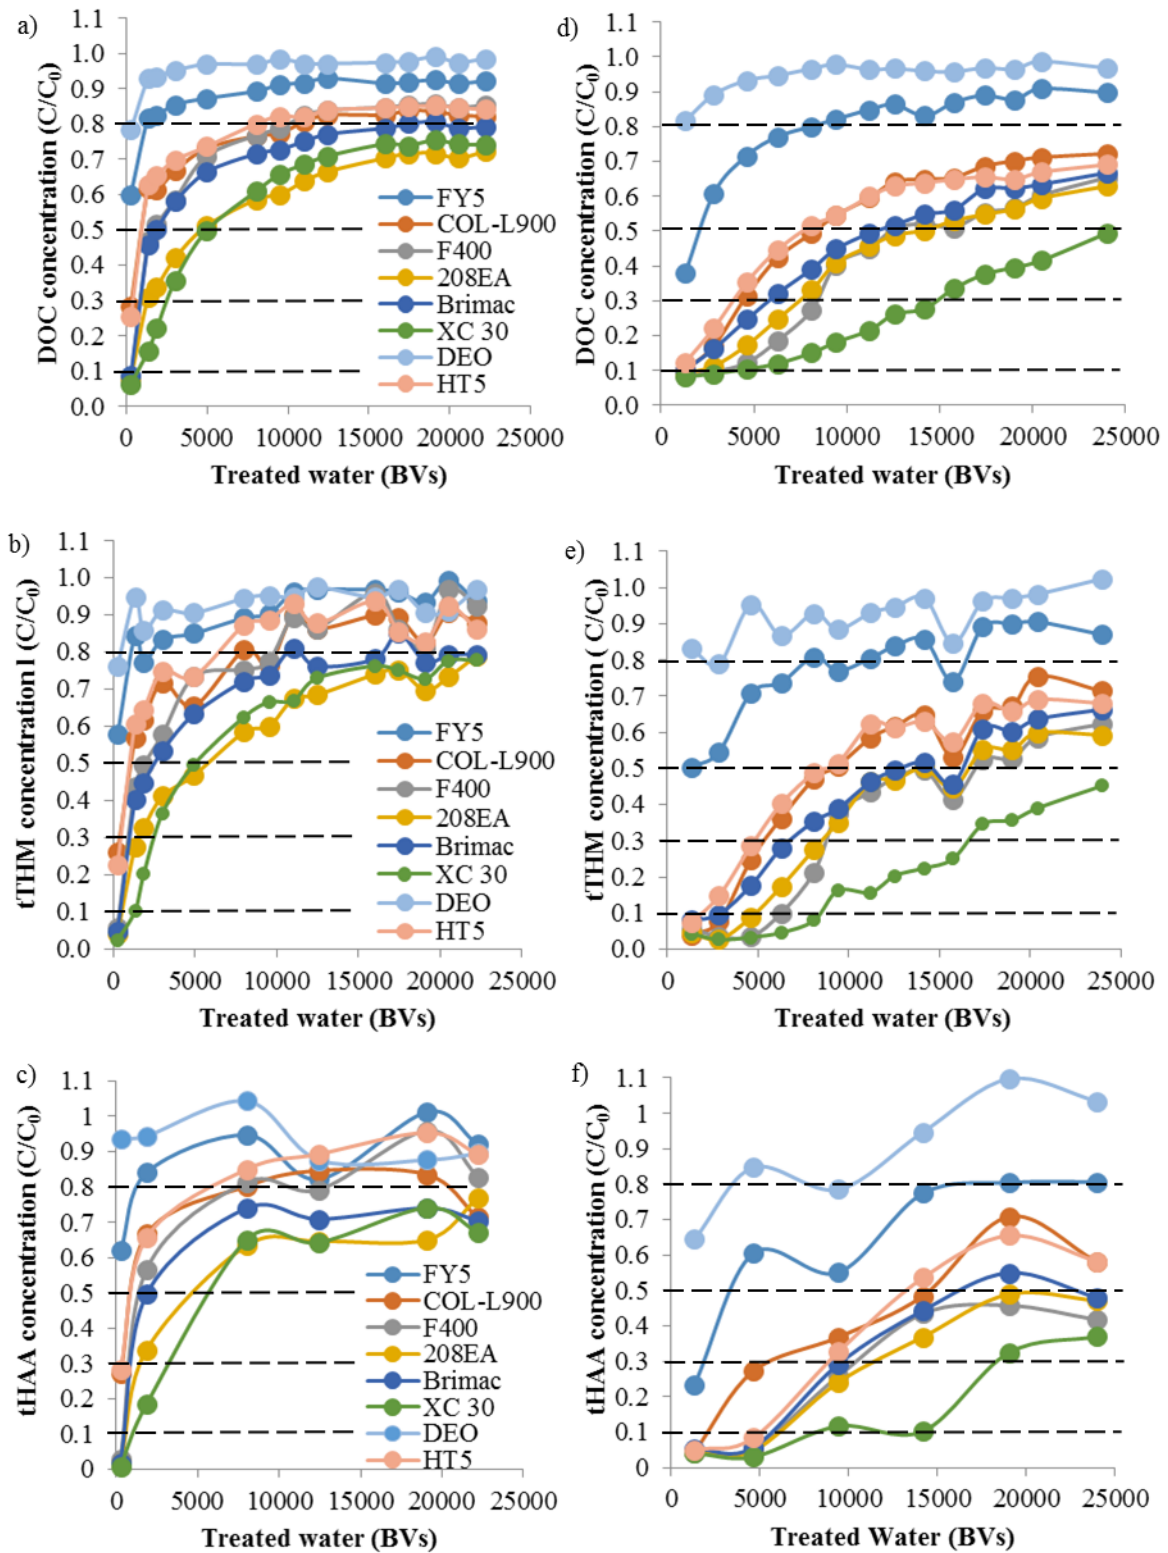 a)
DOC concentration (C/C0)
1.1
1.0
0.9
0.8
0.7
0.6
0.5
0.4
0.3
0.2
0.1
0.0
FY5
COL-L900
F400
208EA
Brimac
XC 30
DEO
HT5
0 5000 10000 15000 20000 25000
Treated water (BVs)
d)
DOC concentration (C/C0)
1.1
1.0
0.9
0.8
0.7
0.6
0.5
0.4
0.3
0.2
0.1
0.0
0 5000 10000 15000 20000 25000
Treated water (BVs)
b)
tTHM concentration l (C/C0)
1.1
1.0
0.9
0.8
0.7
0.6
0.5
0.4
0.3
0.2
0.1
0.0
FY5
COL-L900
F400
208EA
Brimac
XC 30
DEO
HT5
0 5000 10000 15000 20000 25000
Treated water (BVs)
e)
tTHM concentration ( C/C0)
1.1
1.0
0.9
0.8
0.7
0.6
0.5
0.4
0.3
0.2
0.1
0.0
0 5000 10000 15000 20000 25000
Treated water (BVs)
c)
tHAA concentration (C/C0)
1.1
1
0.9
0.8
0.7
0.6
0.5
0.4
0.3
0.2
0.1
0
FY5
COL-L900
F400
208EA
Brimac
XC 30
DEO
HT5
0 5000 10000 15000 20000 25000
Treated water (BVs)
f)
tHAA concentration (C/C0)
1.1
1
0.9
0.8
0.7
0.6
0.5
0.4
0.3
0.2
0.1
0
0 5000 10000 15000 20000 25000
Treated Water (BVs)